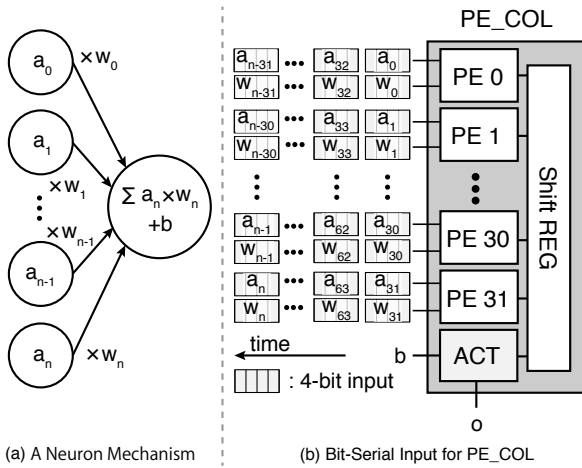 a0
×w0
a1
×w1
×wn-1
an-1
an
×wn
Σ an×wn
+b
(a) A Neuron Mechanism
PE_COL
an-31 ••• a32 a0
wn-31 ••• w32 w0
PE 0
an-30 ••• a33 a1
wn-30 ••• w33 w1
PE 1
an-1 ••• a62 a30
wn-1 ••• w62 w30
PE 30
an ••• a63 a31
wn ••• w63 w31
PE 31
Shift REG
time
b
ACT
: 4-bit input
o
(b) Bit-Serial Input for PE_COL